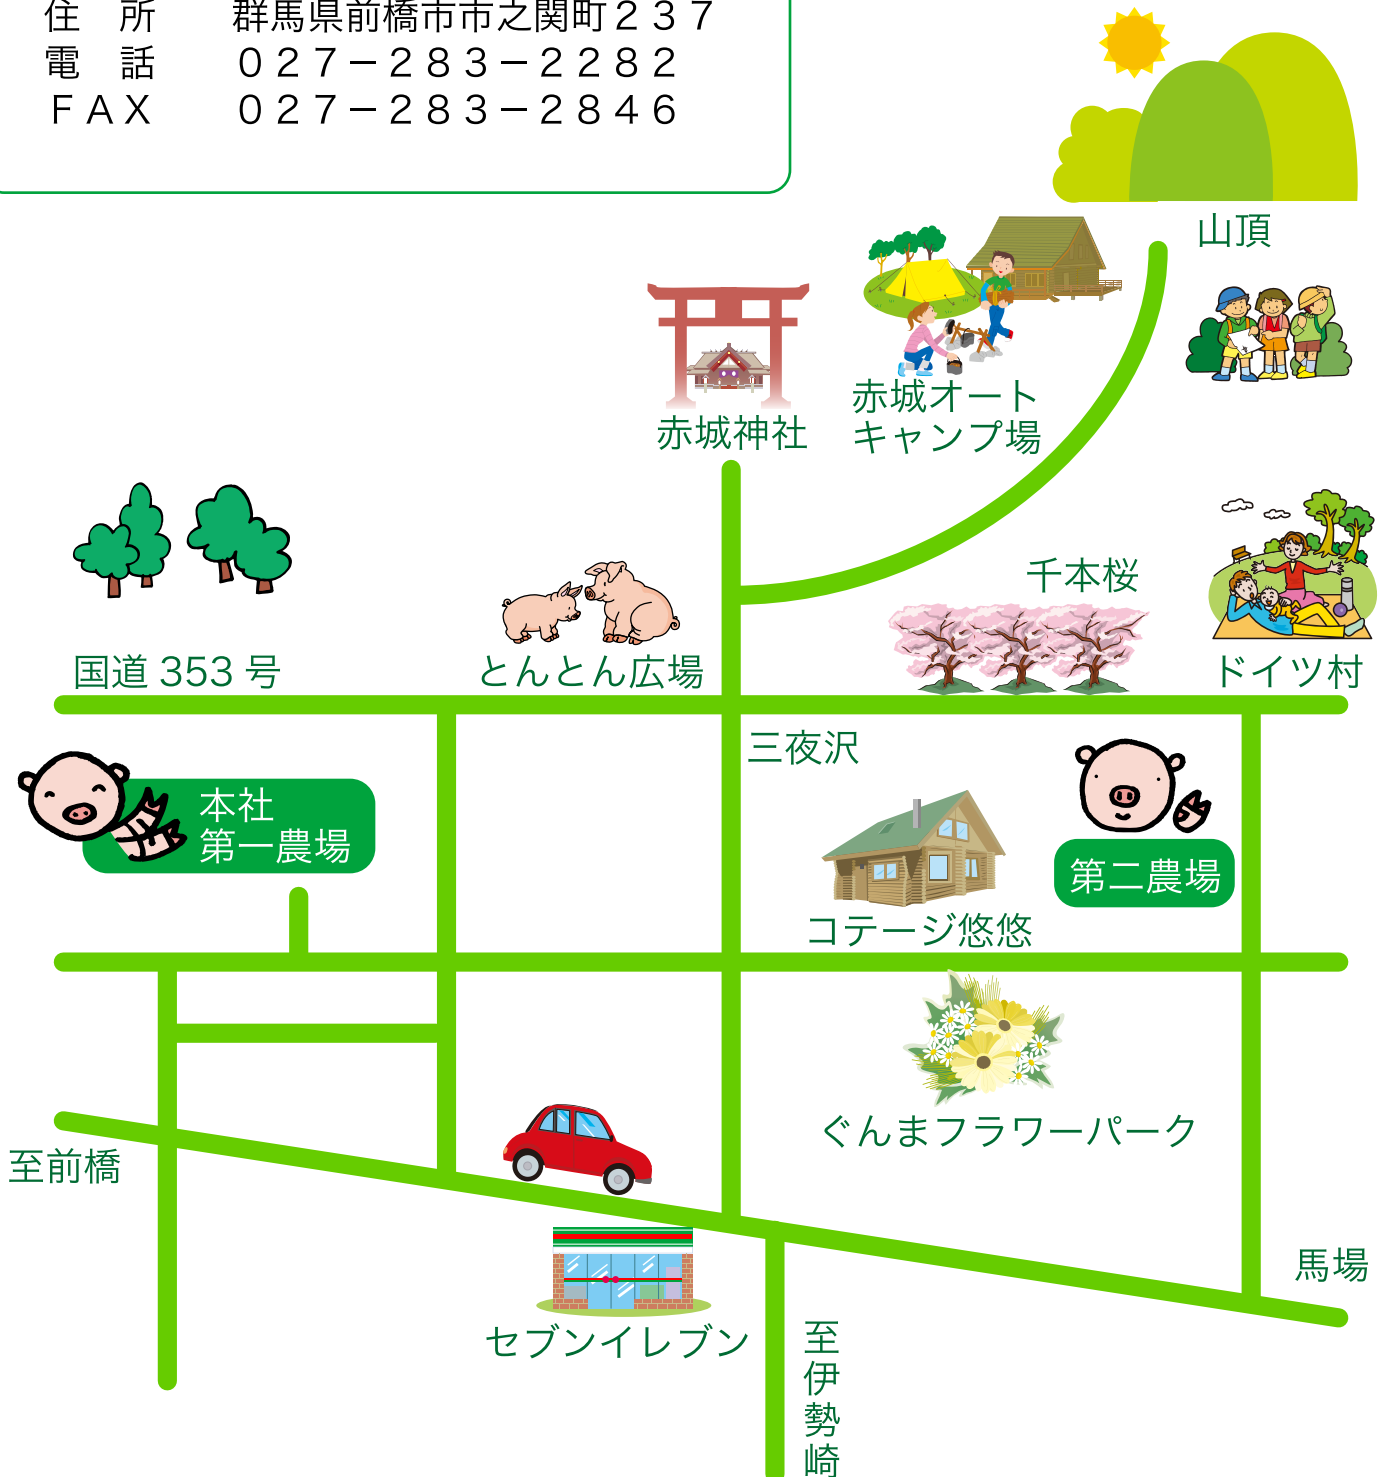 住　所　　群馬県前橋市市之関町２３７
電　話　　０２７－２８３－２２８２
ＦＡＸ　　０２７－２８３－２８４６
山頂
赤城神社
赤城オート
キャンプ場
千本桜
国道 353 号
とんとん広場
ドイツ村
三夜沢
本社
第一農場
第二農場
コテージ悠悠
ぐんまフラワーパーク
至前橋
馬場
セブンイレブン
至伊勢崎